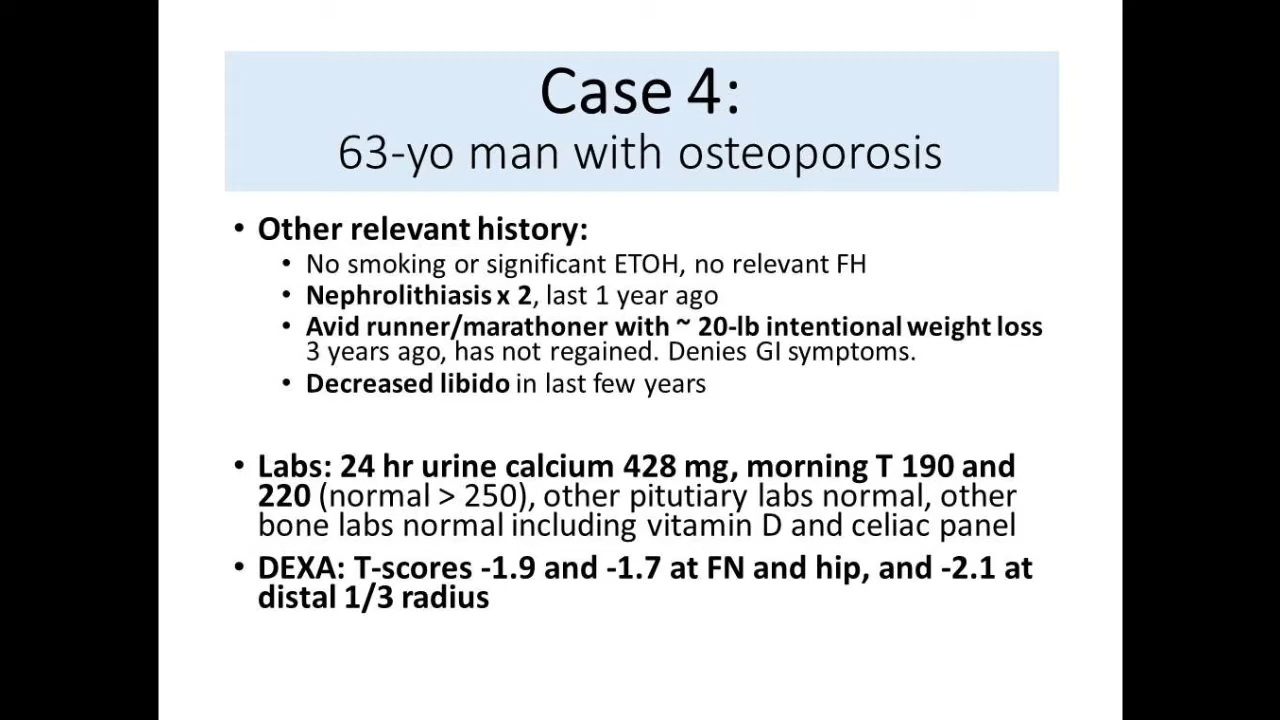 Case 4:
63-yo man with osteoporosis
• Other relevant history:
• No smoking or significant ETOH, no relevant FH
• Nephrolithiasis x 2, last 1 year ago
• Avid runner/marathoner with ~ 20-lb intentional weight loss
3 years ago, has not regained. Denies GI symptoms.
• Decreased libido in last few years
• Labs: 24 hr urine calcium 428 mg, morning T 190 and
220 (normal > 250), other pitutiary labs normal, other
bone labs normal including vitamin D and celiac panel
• DEXA: T-scores -1.9 and -1.7 at FN and hip, and -2.1 at
distal 1/3 radius